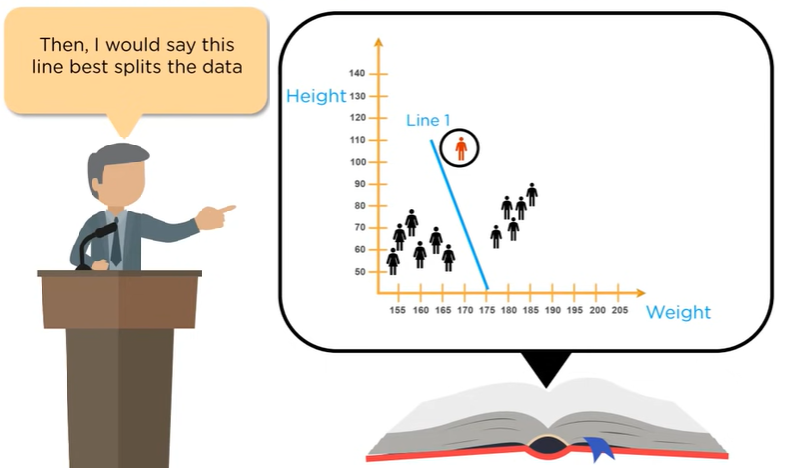 Then, I would say this
line best splits the data
Height
Line 1
140
130
120
110
100
90
80
70
60
50
155 160 165 170 175 180 185 190 195 200 205
Weight